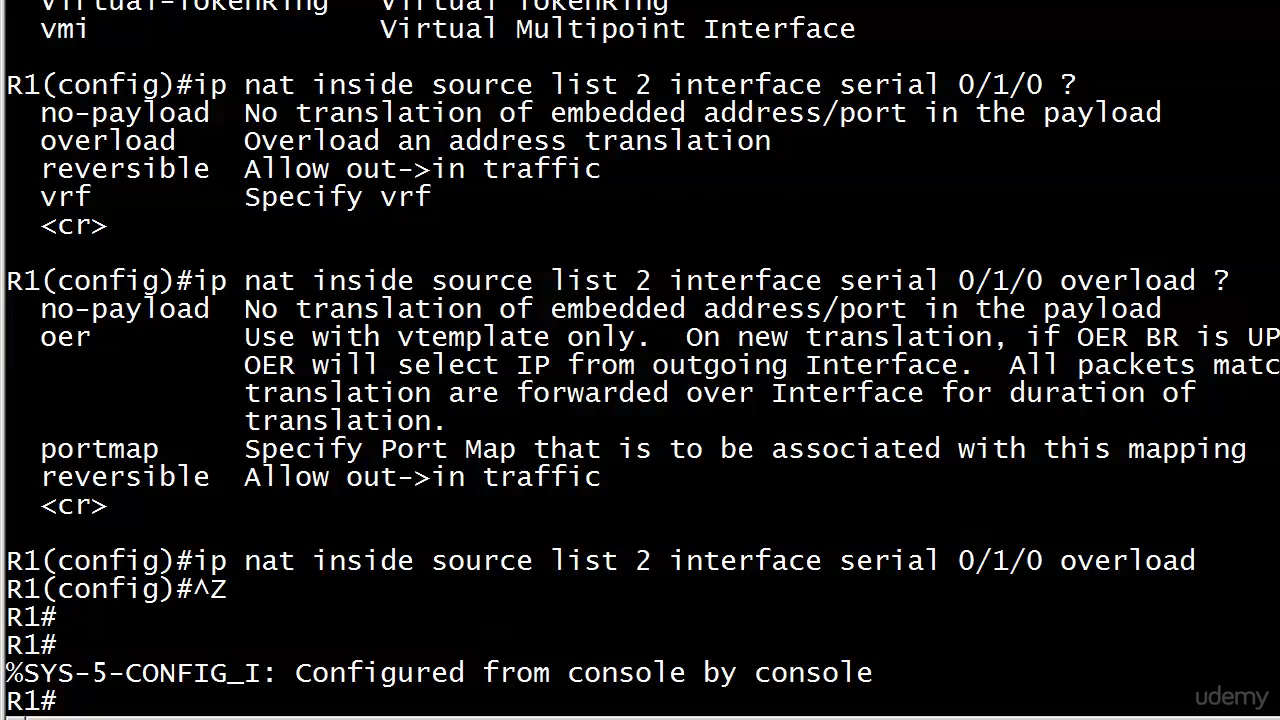 Virtual-TokenRing   Virtual TokenRing
  vmi                 Virtual Multipoint Interface

R1(config)#ip nat inside source list 2 interface serial 0/1/0 ?
  no-payload  No translation of embedded address/port in the payload
  overload    Overload an address translation
  reversible  Allow out->in traffic
  vrf         Specify vrf
  <cr>

R1(config)#ip nat inside source list 2 interface serial 0/1/0 overload ?
  no-payload  No translation of embedded address/port in the payload
  oer         Use with vtemplate only.  On new translation, if OER BR is UP
              OER will select IP from outgoing Interface.  All packets matc
              translation are forwarded over Interface for duration of
              translation.
  portmap     Specify Port Map that is to be associated with this mapping
  reversible  Allow out->in traffic
  <cr>

R1(config)#ip nat inside source list 2 interface serial 0/1/0 overload
R1(config)#^Z
R1#
R1#
%SYS-5-CONFIG_I: Configured from console by console
R1#
udemy